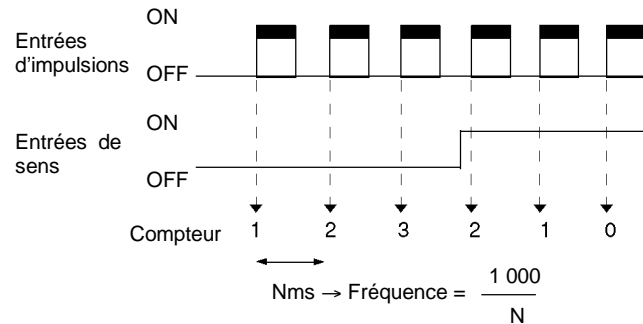 ON
Entrées
d'impulsions
OFF
ON
Entrées de
sens
OFF
Compteur 1 2 3 2 1 0
Nms → Fréquence = 1 000
N